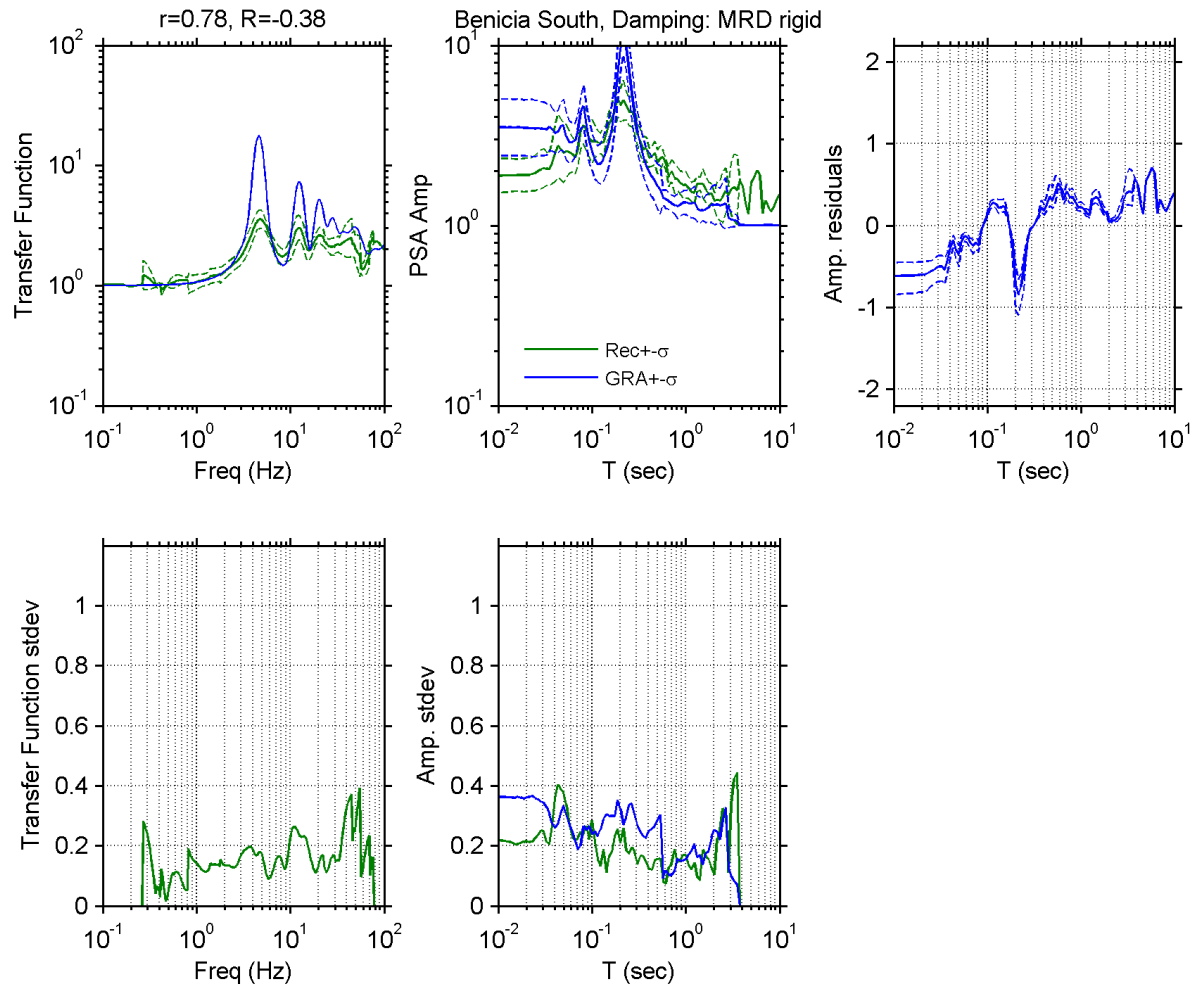 r=0.78, R=-0.38
Benicia South, Damping: MRD rigid
Transfer Function
10^2
10^1
10^0
10^-1
10^-1 10^0 10^1 10^2
Freq (Hz)
PSA Amp
10^1
10^0
10^-1
Rec+-σ
GRA+-σ
10^-2 10^-1 10^0 10^1
T (sec)
Amp. residuals
2
1
0
-1
-2
10^-2 10^-1 10^0 10^1
T (sec)
Transfer Function stdev
1
0.8
0.6
0.4
0.2
0
10^-1 10^0 10^1 10^2
Freq (Hz)
Amp. stdev
1
0.8
0.6
0.4
0.2
0
10^-2 10^-1 10^0 10^1
T (sec)